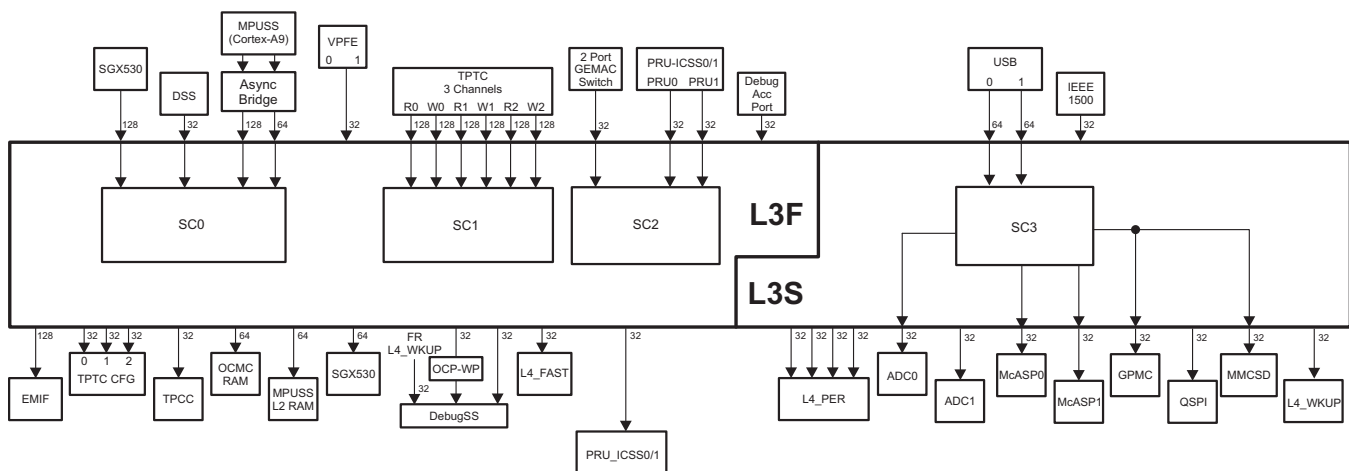 MPUSS
(Cortex-A9)
VPFE
0 1
SGX530
DSS
Async
Bridge
TPTC
3 Channels
R0 W0 R1 W1 R2 W2
2 Port
GEMAC
Switch
PRU-ICSS0/1
PRU0 PRU1
Debug
Acc
Port
USB
0 1
IEEE
1500
128 32 128 64 32 128 128 128 128 128 128 32 32 32 32 64 64 32
SC0
SC1
SC2
L3F
SC3
L3S
128 32 32 32 32 64 64 64
FR
L4_WKUP
32
32 32 32 32
32 32 32 32 32 32 32 32 32 32 32 32
EMIF
0 1 2
TPTC CFG
TPCC
OCMC
RAM
MPUSS
L2 RAM
SGX530
OCP-WP
DebugSS
L4_FAST
PRU_ICSS0/1
L4_PER
ADC0
ADC1
McASP0
McASP1
GPMC
QSPI
MMCSD
L4_WKUP